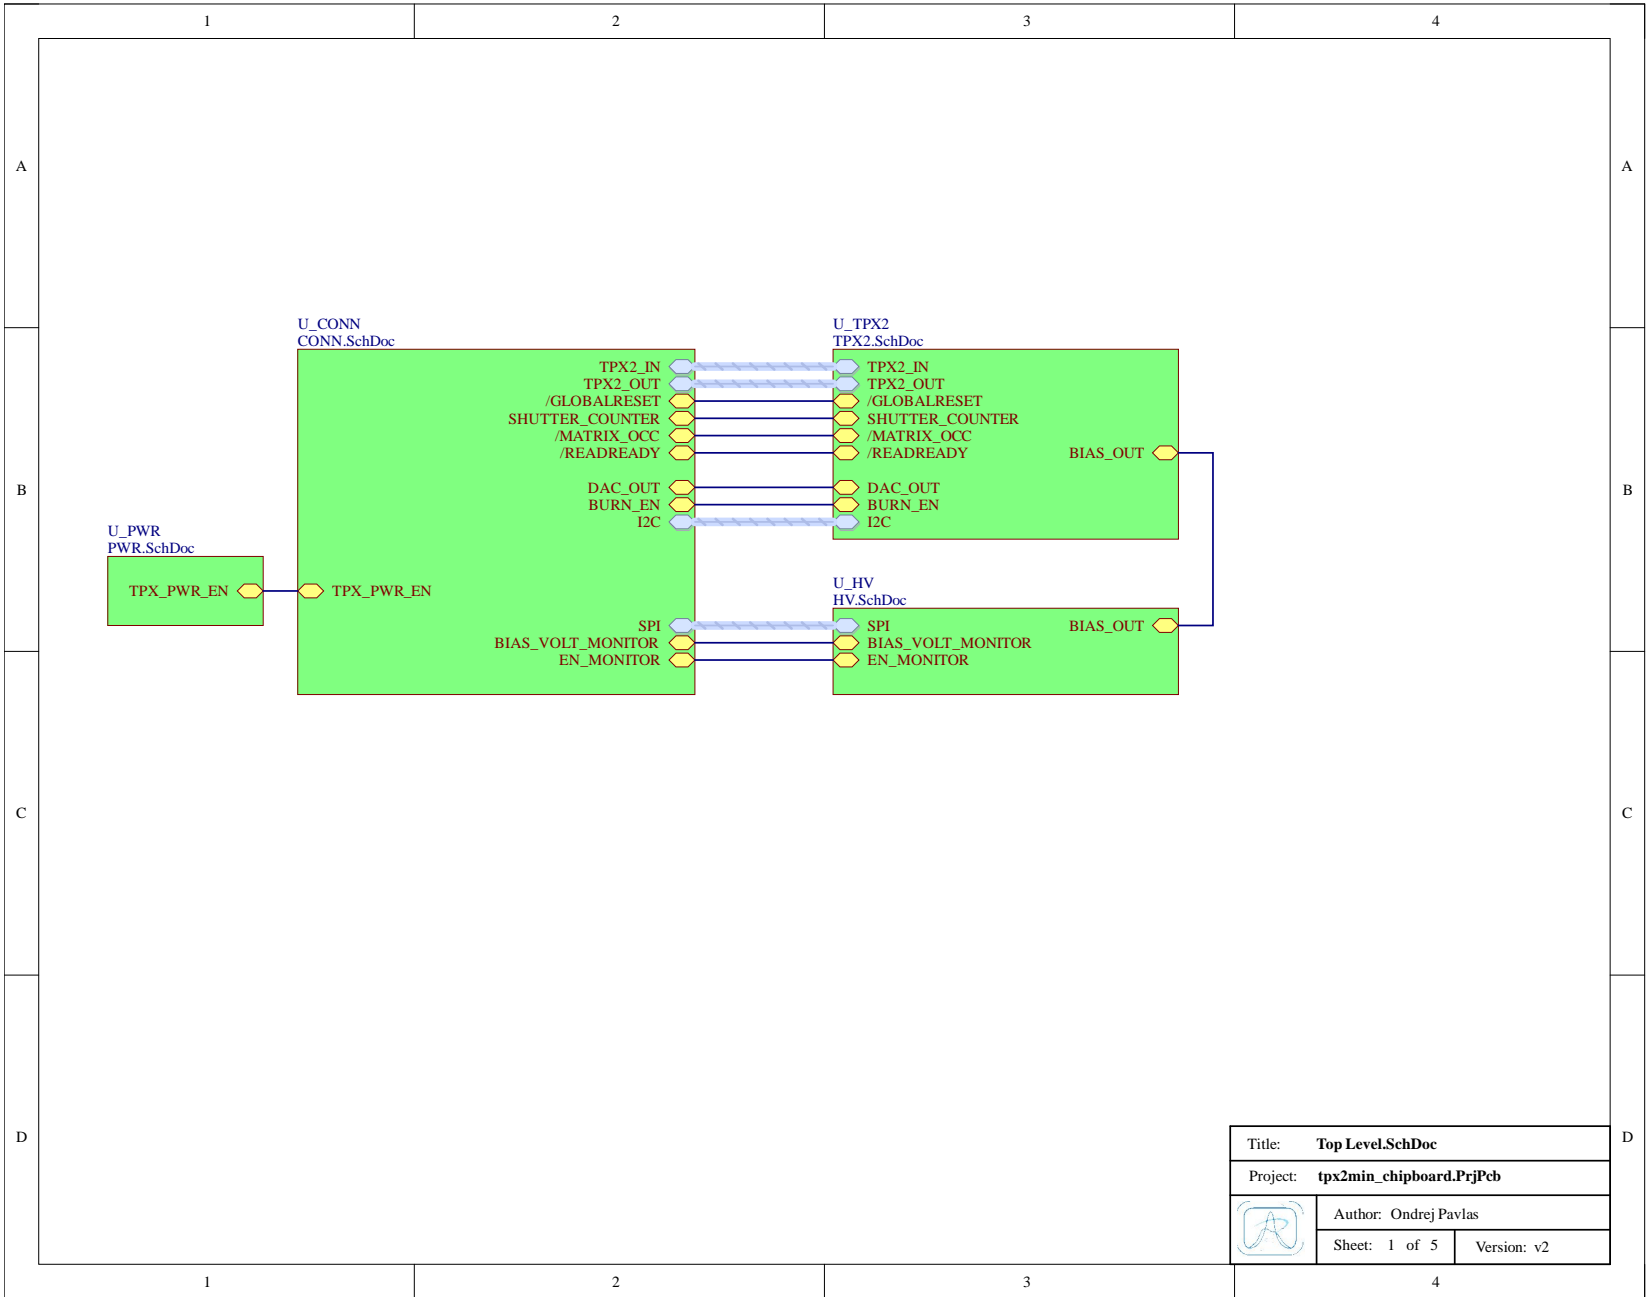 1 2 3 4
A A
U_CONN
CONN.SchDoc
U_TPX2
TPX2.SchDoc
TPX2_IN TPX2_IN
TPX2_OUT TPX2_OUT
/GLOBALRESET /GLOBALRESET
SHUTTER_COUNTER SHUTTER_COUNTER
/MATRIX_OCC /MATRIX_OCC
/READREADY /READREADY BIAS_OUT
DAC_OUT DAC_OUT
B B
BURN_EN BURN_EN
I2C I2C
U_PWR
PWR.SchDoc
TPX_PWR_EN TPX_PWR_EN
U_HV
HV.SchDoc
SPI SPI BIAS_OUT
BIAS_VOLT_MONITOR BIAS_VOLT_MONITOR
EN_MONITOR EN_MONITOR
C C
D D
Title: Top Level.SchDoc
Project: tpx2min_chipboard.PrjPcb
Author: Ondrej Pavlas
Sheet: 1 of 5 Version: v2
1 2 3 4